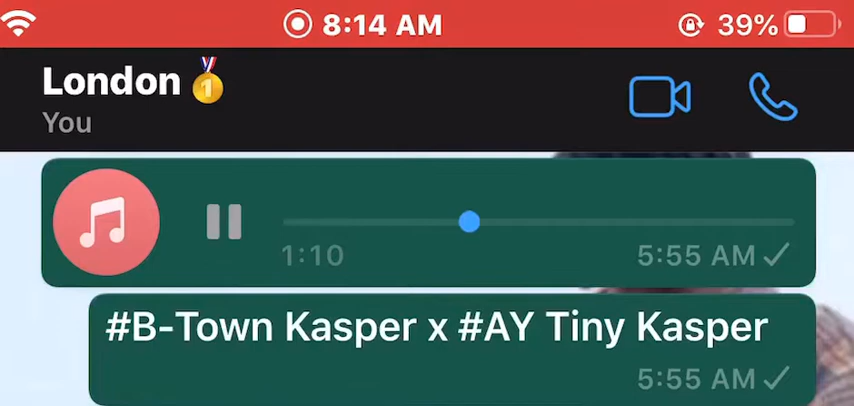 8:14 AM 39%
London 🥇
You
1:10 5:55 AM
#B-Town Kasper x #AY Tiny Kasper
5:55 AM